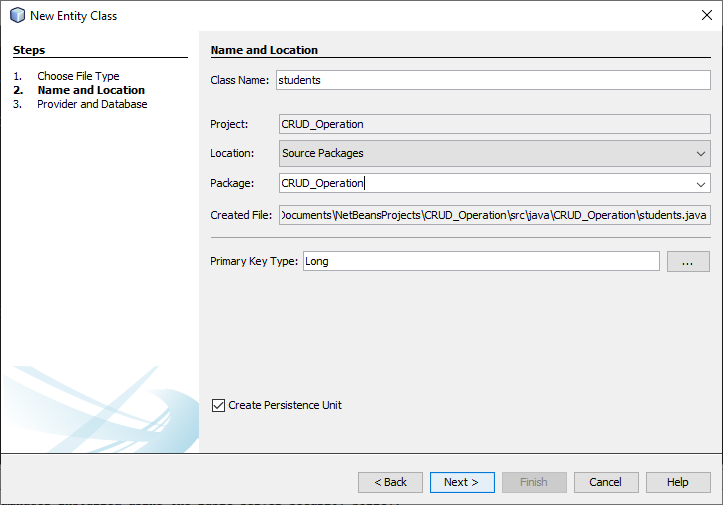 New Entity Class
Steps
1. Choose File Type
2. Name and Location
3. Provider and Database
Name and Location
Class Name: students
Project: CRUD_Operation
Location: Source Packages
Package: CRUD_Operation
Created File: Documents\NetBeansProjects\CRUD_Operation\src\java\CRUD_Operation\students.java
Primary Key Type: Long ...
Create Persistence Unit
< Back Next > Finish Cancel Help